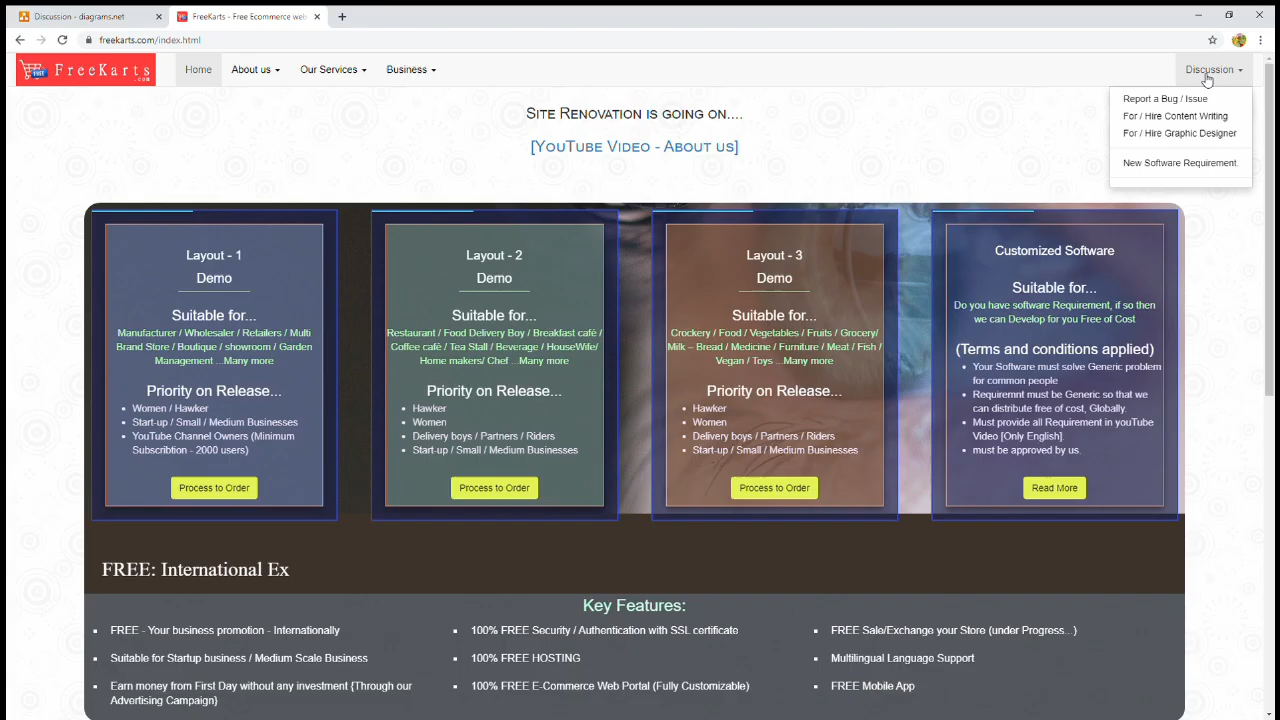 Discussion - diagrams.net
FreeKarts - Free Ecommerce web
freekarts.com/index.html
FREE
FreeKarts
.com
Home
About us
Our Services
Business
Discussion
Report a Bug / Issue
For / Hire Content Writing
For / Hire Graphic Designer
New Software Requirement.
Site Renovation is going on....
[YouTube Video - About us]
Layout - 1
Demo
Suitable for...
Manufacturer / Wholesaler / Retailers / Multi
Brand Store / Boutique / showroom / Garden
Management ...Many more
Priority on Release...
Women / Hawker
Start-up / Small / Medium Businesses
YouTube Channel Owners (Minimum
Subscribtion - 2000 users)
Process to Order
Layout - 2
Demo
Suitable for...
Restaurant / Food Delivery Boy / Breakfast café /
Coffee café / Tea Stall / Beverage / HouseWife/
Home makers/ Chef ...Many more
Priority on Release...
Hawker
Women
Delivery boys / Partners / Riders
Start-up / Small / Medium Businesses
Process to Order
Layout - 3
Demo
Suitable for...
Crockery / Food / Vegetables / Fruits / Grocery/
Milk – Bread / Medicine / Furniture / Meat / Fish /
Vegan / Toys ...Many more
Priority on Release...
Hawker
Women
Delivery boys / Partners / Riders
Start-up / Small / Medium Businesses
Process to Order
Customized Software
Suitable for...
Do you have software Requirement, if so then
we can Develop for you Free of Cost
(Terms and conditions applied)
Your Software must solve Generic problem
for common people
Requiremnt must be Generic so that we
can distribute free of cost, Globally.
Must provide all Requirement in youTube
Video [Only English].
must be approved by us.
Read More
FREE: International Ex
Key Features:
FREE - Your business promotion - Internationally
Suitable for Startup business / Medium Scale Business
Earn money from First Day without any investment {Through our
Advertising Campaign}
100% FREE Security / Authentication with SSL certificate
100% FREE HOSTING
100% FREE E-Commerce Web Portal (Fully Customizable)
FREE Sale/Exchange your Store (under Progress...)
Multilingual Language Support
FREE Mobile App